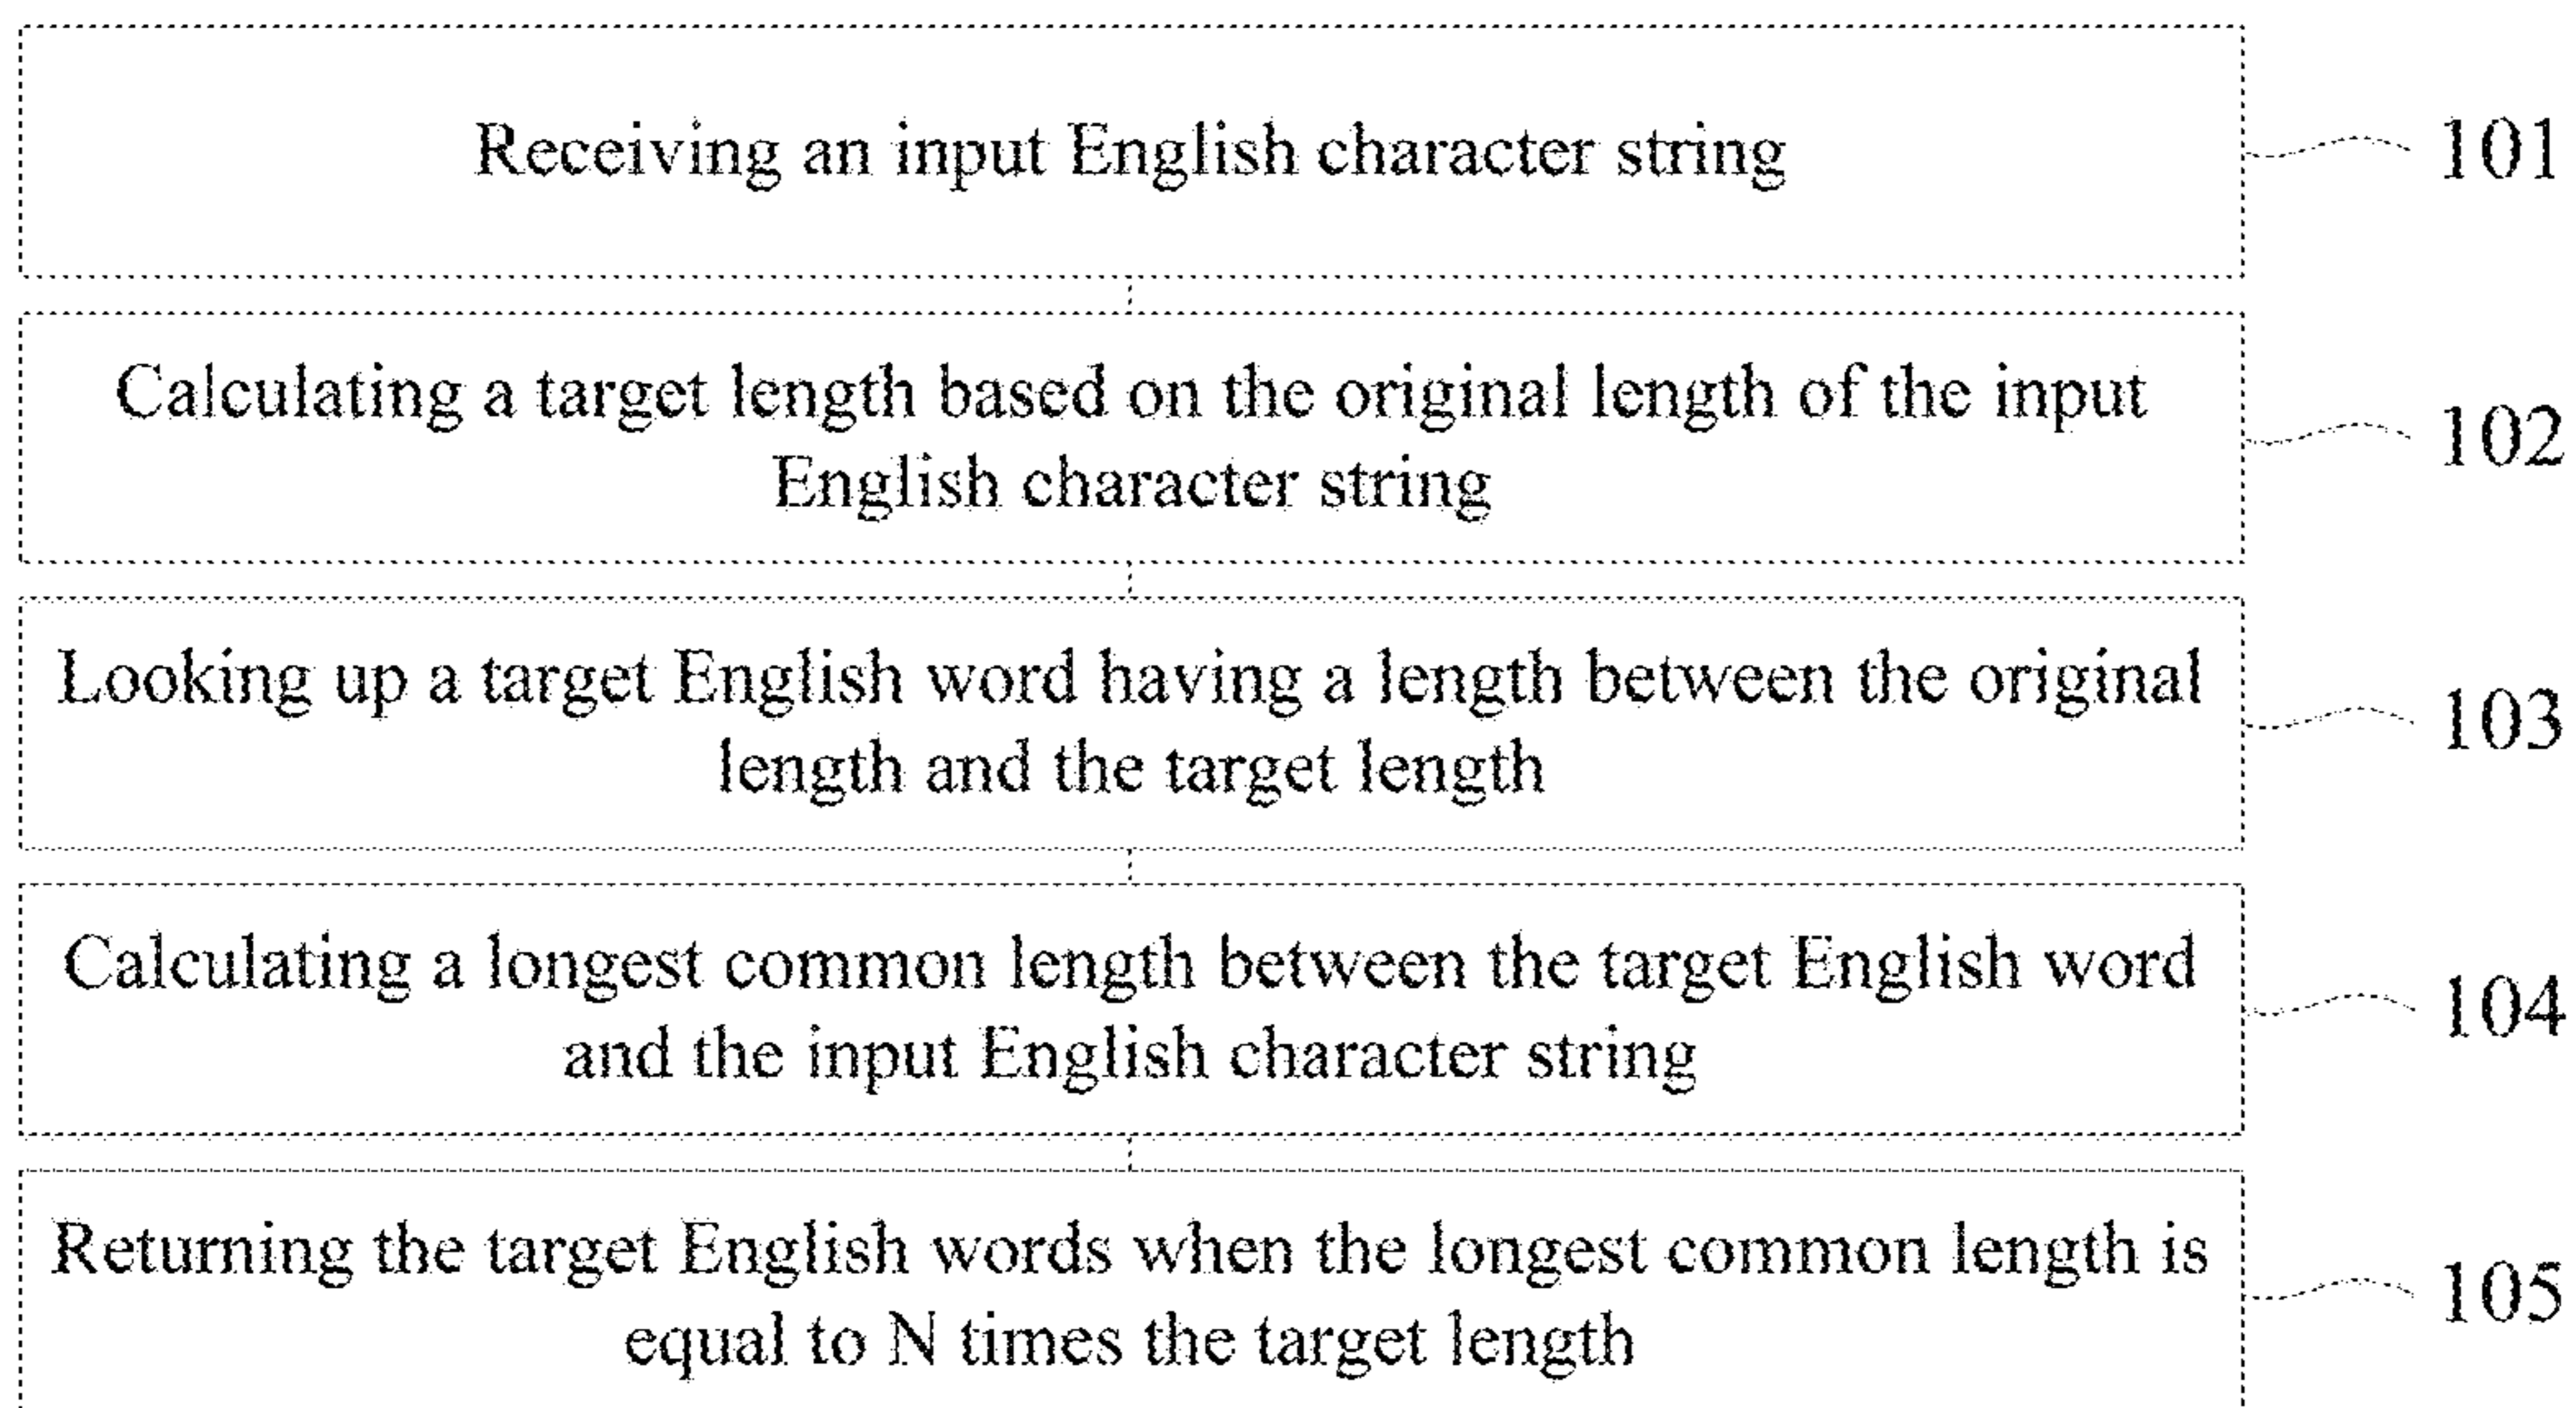 Receiving an input English character string
101
Calculating a target length based on the original length of the input
English character string
102
Looking up a target English word having a length between the original
length and the target length
103
Calculating a longest common length between the target English word
and the input English character string
104
Returning the target English words when the longest common length is
equal to N times the target length
105